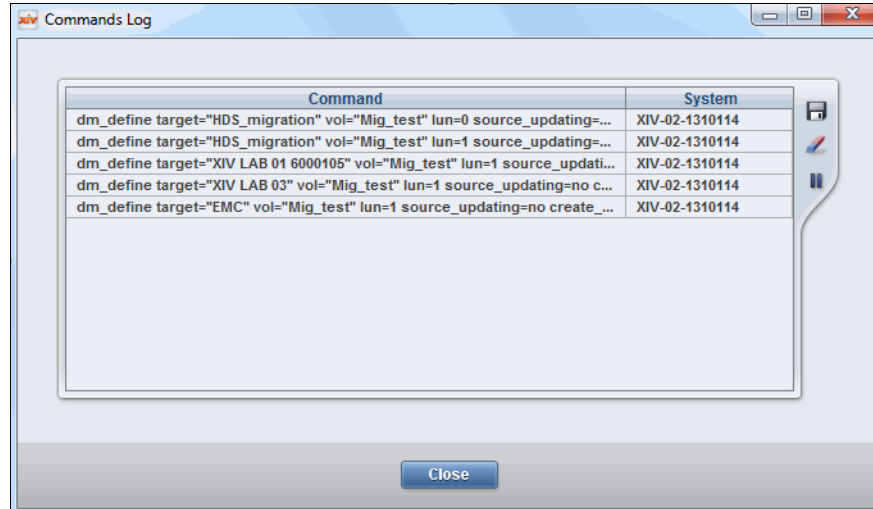 xiv Commands Log
Command System
dm_define target="HDS_migration" vol="Mig_test" lun=0 source_updating=... XIV-02-1310114
dm_define target="HDS_migration" vol="Mig_test" lun=1 source_updating=... XIV-02-1310114
dm_define target="XIV LAB 01 6000105" vol="Mig_test" lun=1 source_updati... XIV-02-1310114
dm_define target="XIV LAB 03" vol="Mig_test" lun=1 source_updating=no c... XIV-02-1310114
dm_define target="EMC" vol="Mig_test" lun=1 source_updating=no create_... XIV-02-1310114
Close